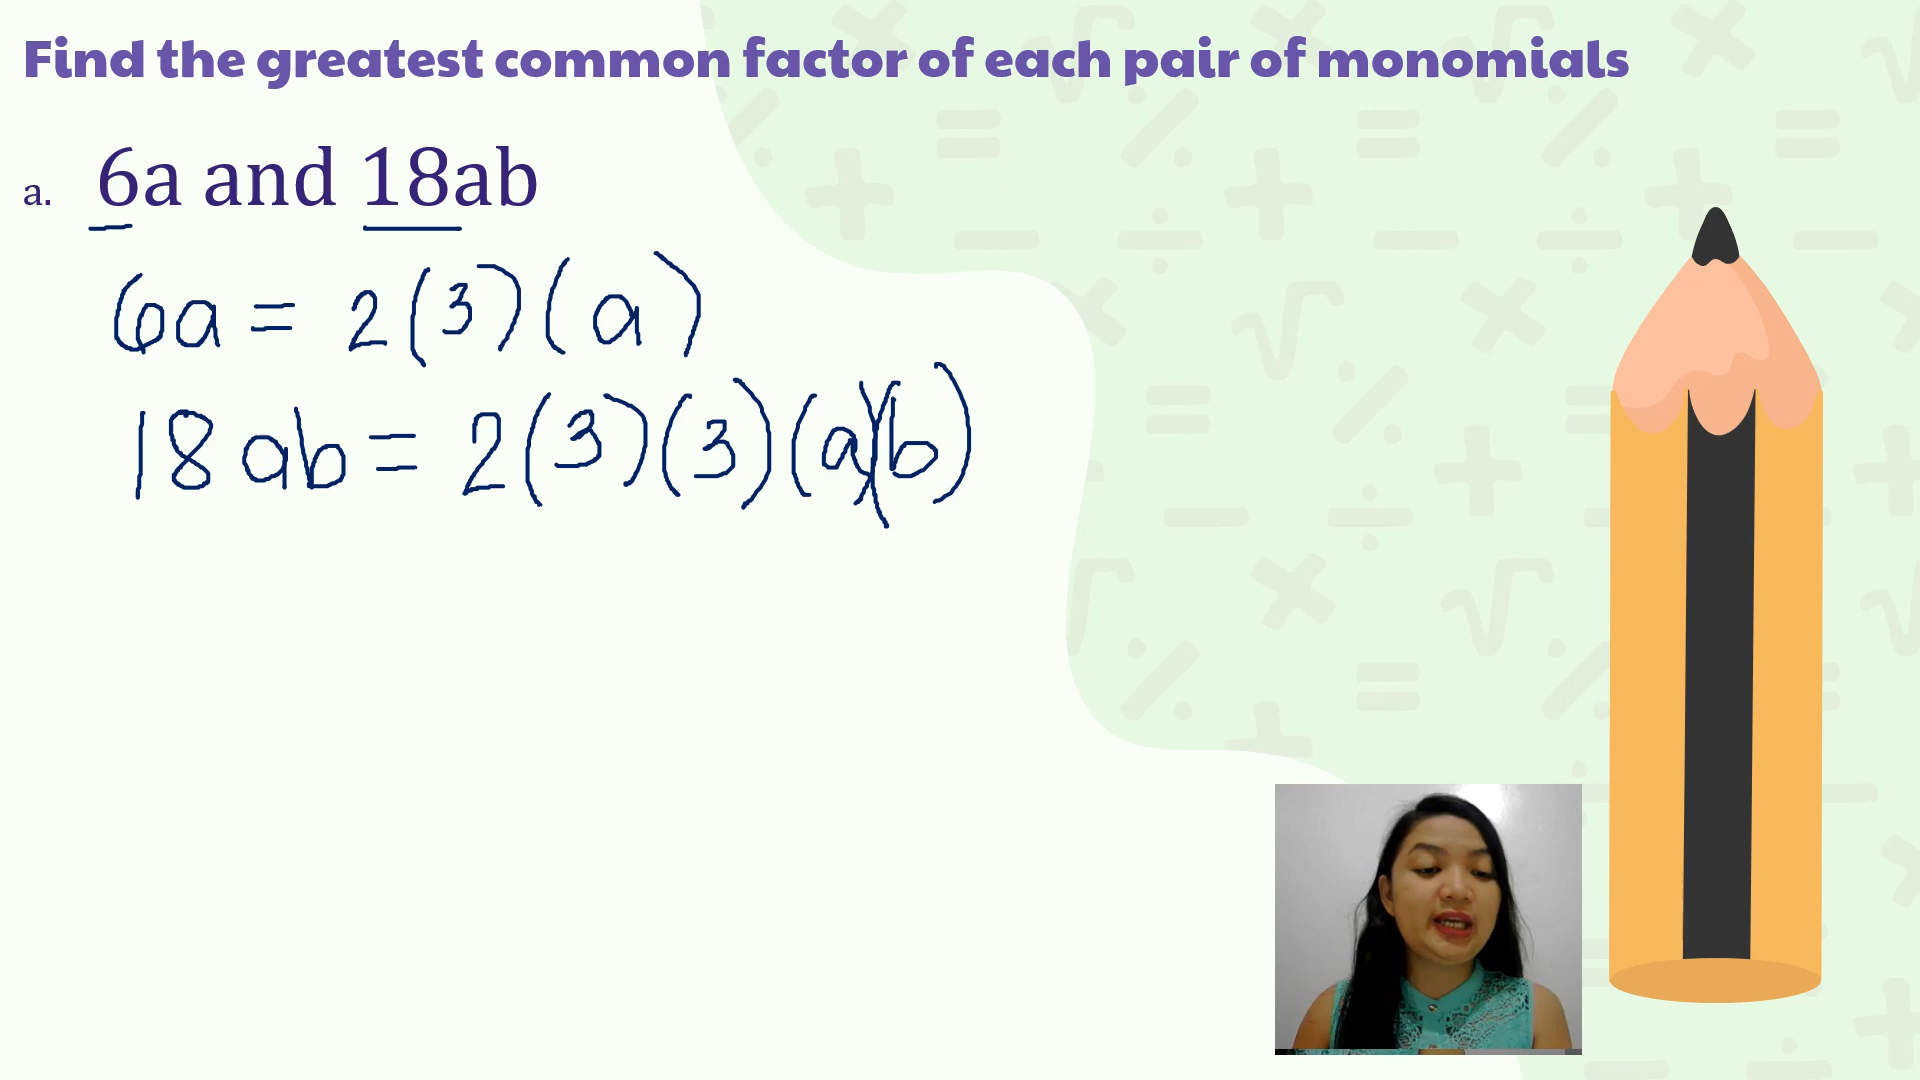 Find the greatest common factor of each pair of monomials
a. 6a and 18ab
6a = 2(3)(a)
18ab = 2(3)(3)(a)(b)